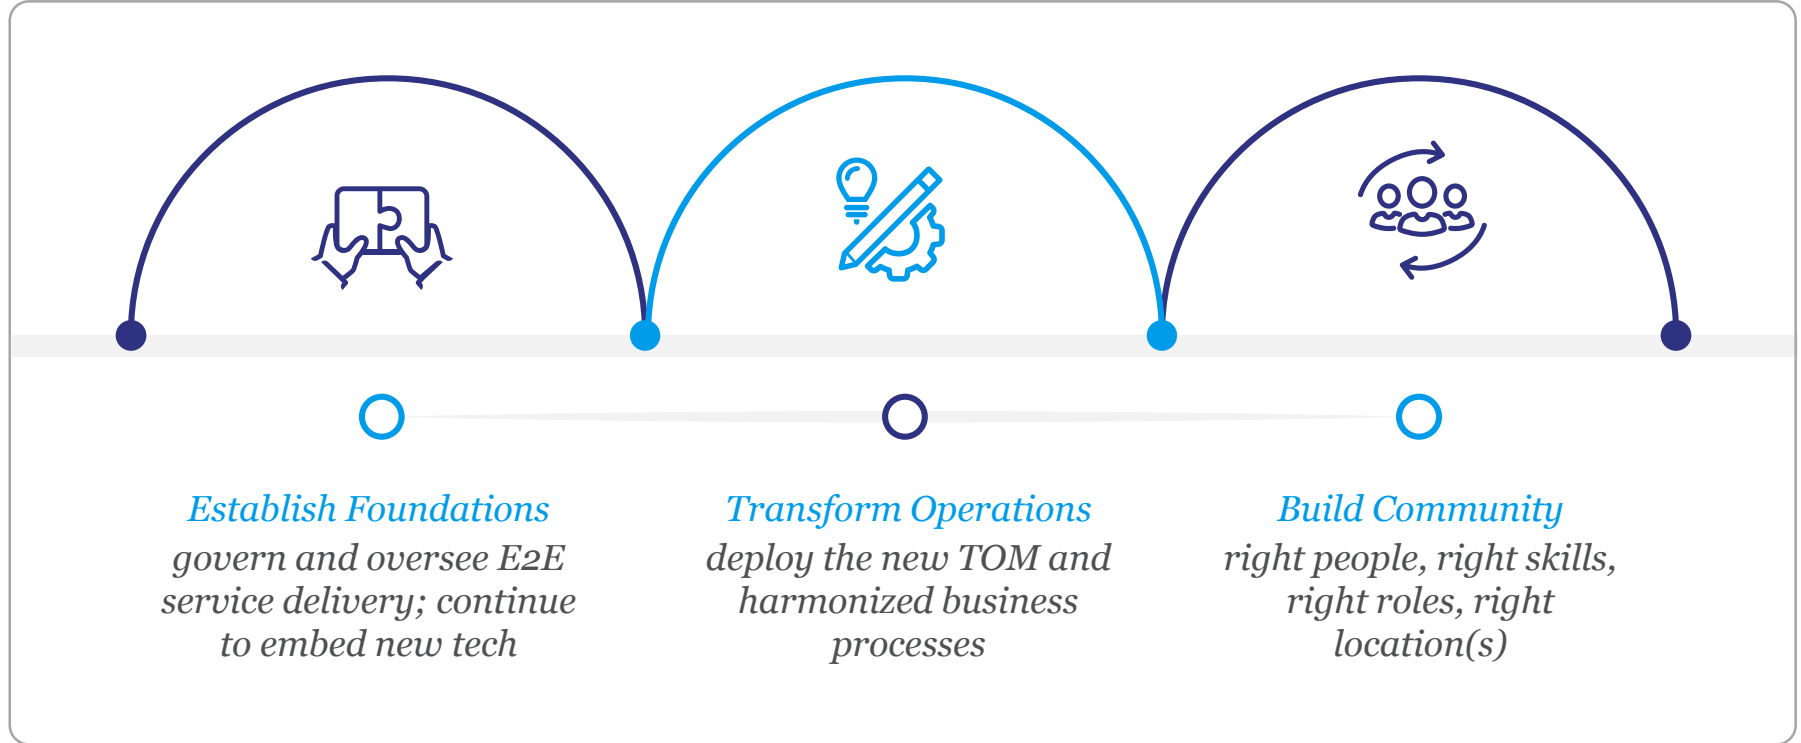 Establish Foundations
govern and oversee E2E
service delivery; continue
to embed new tech
Transform Operations
deploy the new TOM and
harmonized business
processes
Build Community
right people, right skills,
right roles, right
location(s)